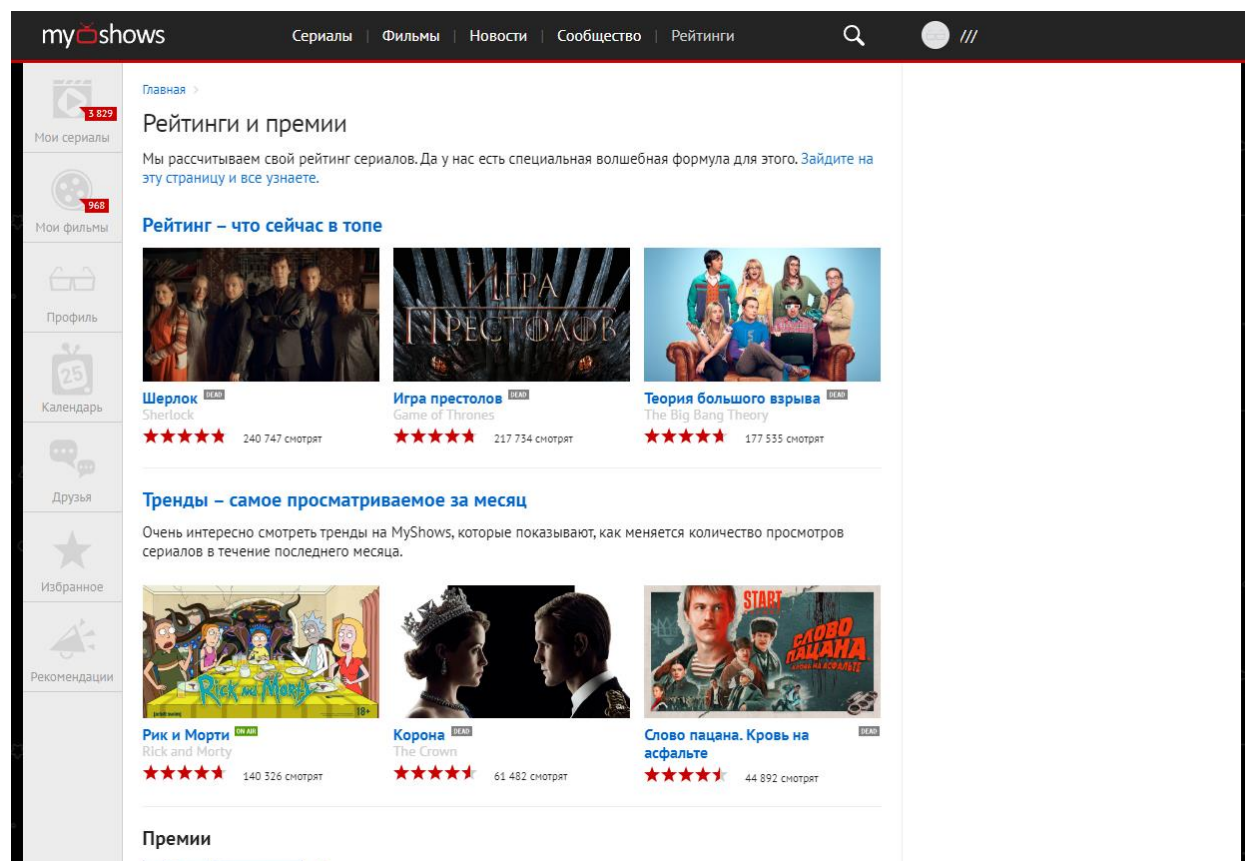 myshows
Сериалы | Фильмы | Новости | Сообщество | Рейтинги
///
3 829
Мои сериалы
968
Мои фильмы
Профиль
25
Календарь
Друзья
Избранное
Рекомендации
Главная >
Рейтинги и премии
Мы рассчитываем свой рейтинг сериалов. Да у нас есть специальная волшебная формула для этого. Зайдите на
эту страницу и все узнаете.
Рейтинг – что сейчас в топе
ИГРА
ПРЕСТОЛОВ
Шерлок DEAD
Sherlock
240 747 смотрят
Игра престолов DEAD
Game of Thrones
217 734 смотрят
Теория большого взрыва DEAD
The Big Bang Theory
177 535 смотрят
Тренды – самое просматриваемое за месяц
Очень интересно смотреть тренды на MyShows, которые показывают, как меняется количество просмотров
сериалов в течение последнего месяца.
Rick and Morty
18+
START
СЛОВО
ПАЦАНА
КРОВЬ НА АСФАЛЬТЕ
Рик и Морти ON AIR
Rick and Morty
140 326 смотрят
Корона DEAD
The Crown
61 482 смотрят
Слово пацана. Кровь на DEAD
асфальте
44 892 смотрят
Премии